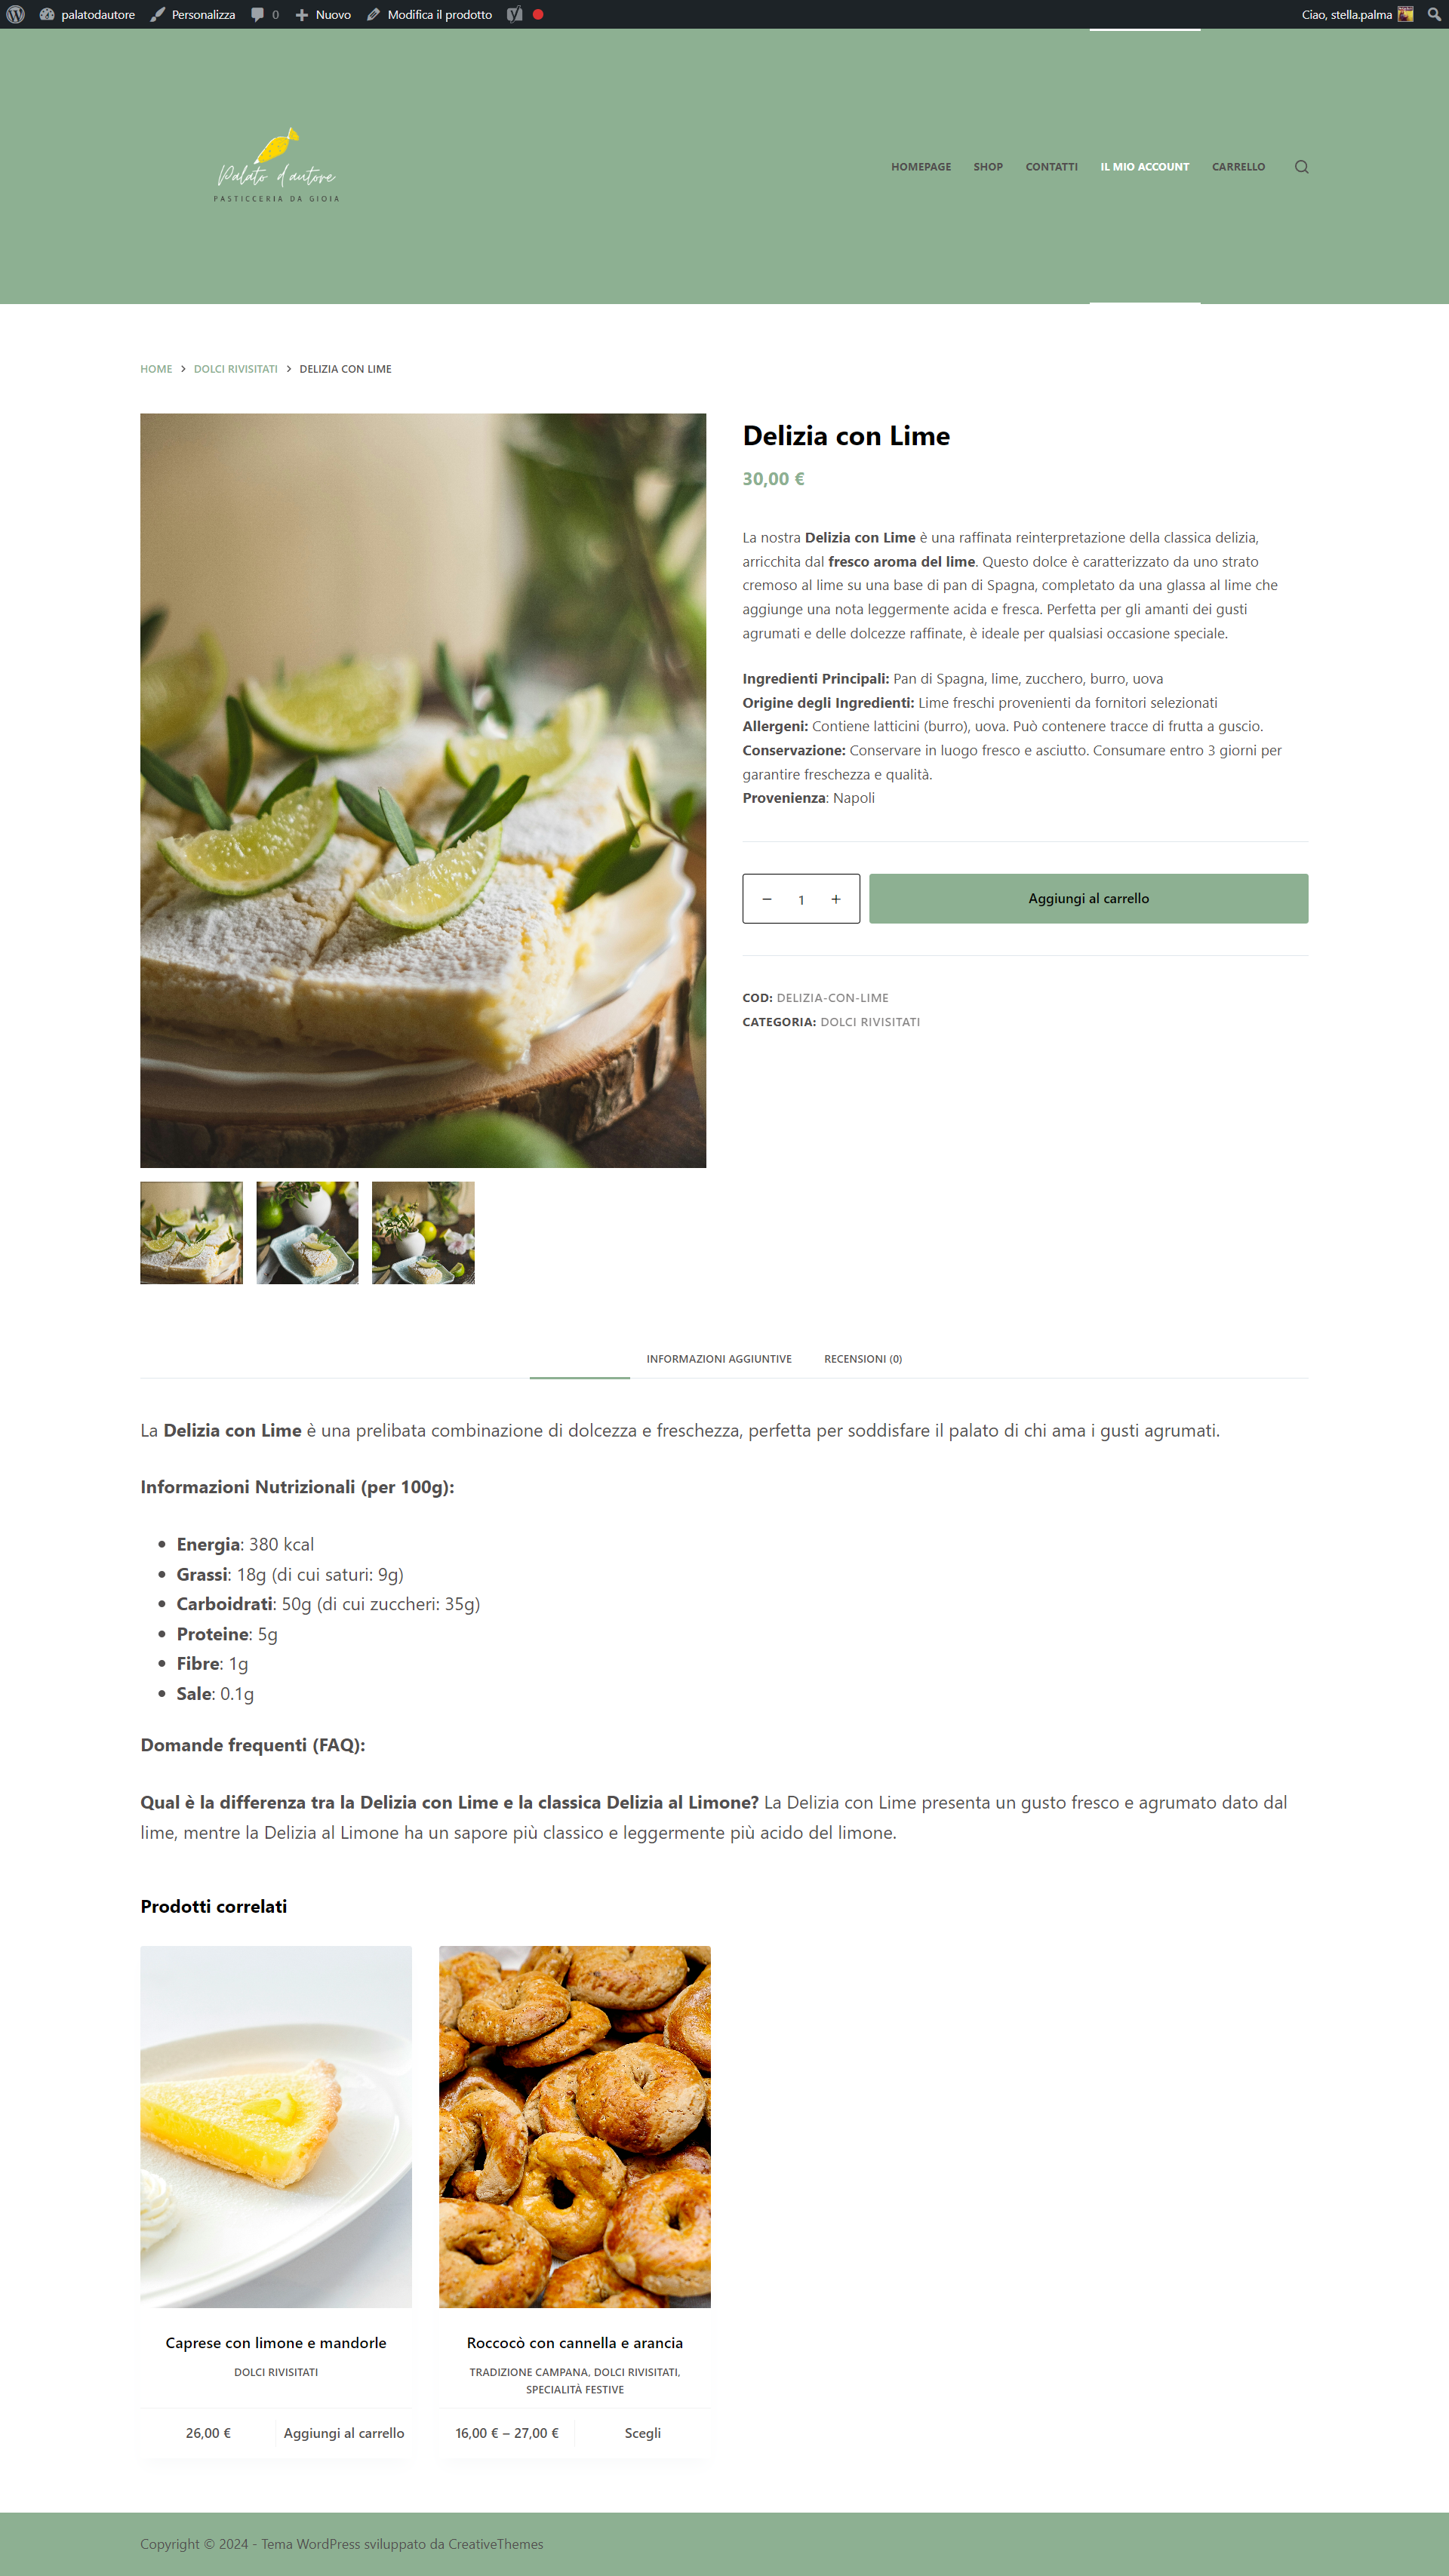 palatodautore Personalizza 0 Nuovo Modifica il prodotto Ciao, stella.palma
Palato d'autore
PASTICCERIA DA GIOIA
HOMEPAGE SHOP CONTATTI IL MIO ACCOUNT CARRELLO
HOME > DOLCI RIVISITATI > DELIZIA CON LIME
Delizia con Lime
30,00 €
La nostra Delizia con Lime è una raffinata reinterpretazione della classica delizia,
arricchita dal fresco aroma del lime. Questo dolce è caratterizzato da uno strato
cremoso al lime su una base di pan di Spagna, completato da una glassa al lime che
aggiunge una nota leggermente acida e fresca. Perfetta per gli amanti dei gusti
agrumati e delle dolcezze raffinate, è ideale per qualsiasi occasione speciale.
Ingredienti Principali: Pan di Spagna, lime, zucchero, burro, uova
Origine degli Ingredienti: Lime freschi provenienti da fornitori selezionati
Allergeni: Contiene latticini (burro), uova. Può contenere tracce di frutta a guscio.
Conservazione: Conservare in luogo fresco e asciutto. Consumare entro 3 giorni per
garantire freschezza e qualità.
Provenienza: Napoli
− 1 + Aggiungi al carrello
COD: DELIZIA-CON-LIME
CATEGORIA: DOLCI RIVISITATI
INFORMAZIONI AGGIUNTIVE RECENSIONI (0)
La Delizia con Lime è una prelibata combinazione di dolcezza e freschezza, perfetta per soddisfare il palato di chi ama i gusti agrumati.
Informazioni Nutrizionali (per 100g):
• Energia: 380 kcal
• Grassi: 18g (di cui saturi: 9g)
• Carboidrati: 50g (di cui zuccheri: 35g)
• Proteine: 5g
• Fibre: 1g
• Sale: 0.1g
Domande frequenti (FAQ):
Qual è la differenza tra la Delizia con Lime e la classica Delizia al Limone? La Delizia con Lime presenta un gusto fresco e agrumato dato dal
lime, mentre la Delizia al Limone ha un sapore più classico e leggermente più acido del limone.
Prodotti correlati
Caprese con limone e mandorle
DOLCI RIVISITATI
26,00 € Aggiungi al carrello
Roccocò con cannella e arancia
TRADIZIONE CAMPANA, DOLCI RIVISITATI,
SPECIALITÀ FESTIVE
16,00 € – 27,00 € Scegli
Copyright © 2024 - Tema WordPress sviluppato da CreativeThemes